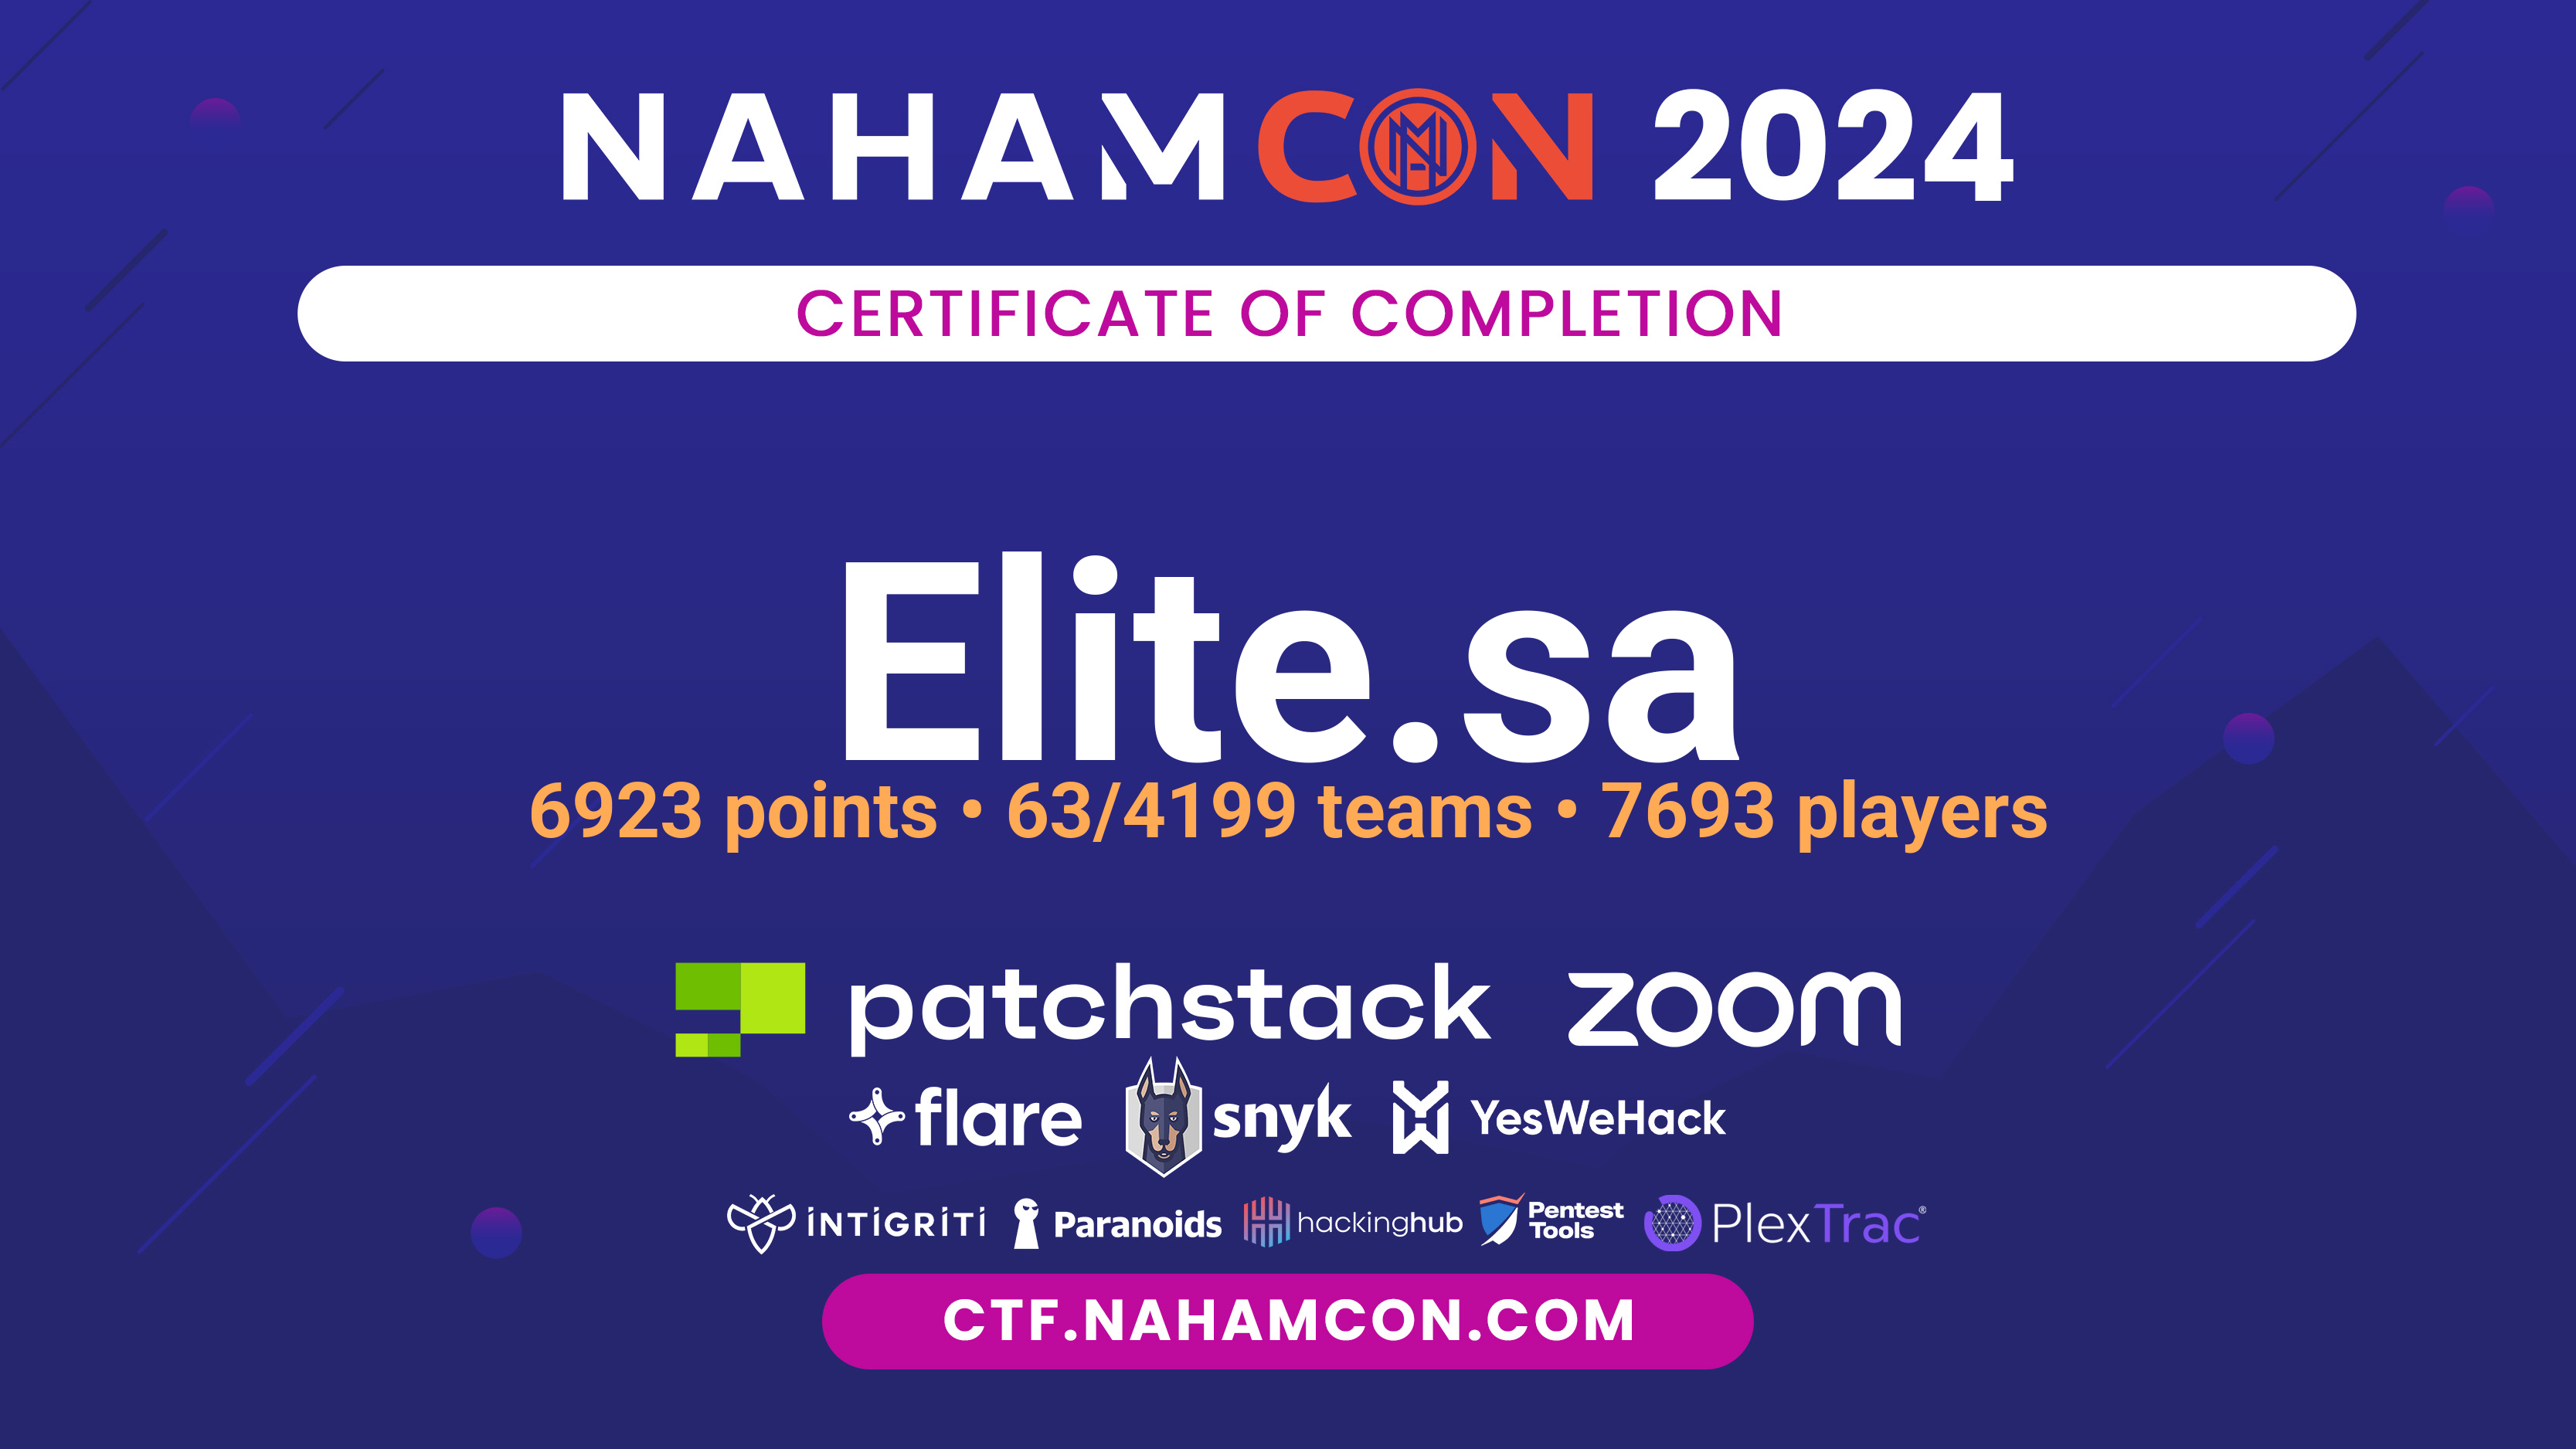 NAHAMCON 2024
CERTIFICATE OF COMPLETION
Elite.sa
6923 points • 63/4199 teams • 7693 players
patchstack zoom
flare snyk YesWeHack
INTIGRITI Paranoids hackinghub Pentest Tools PlexTrac®
CTF.NAHAMCON.COM